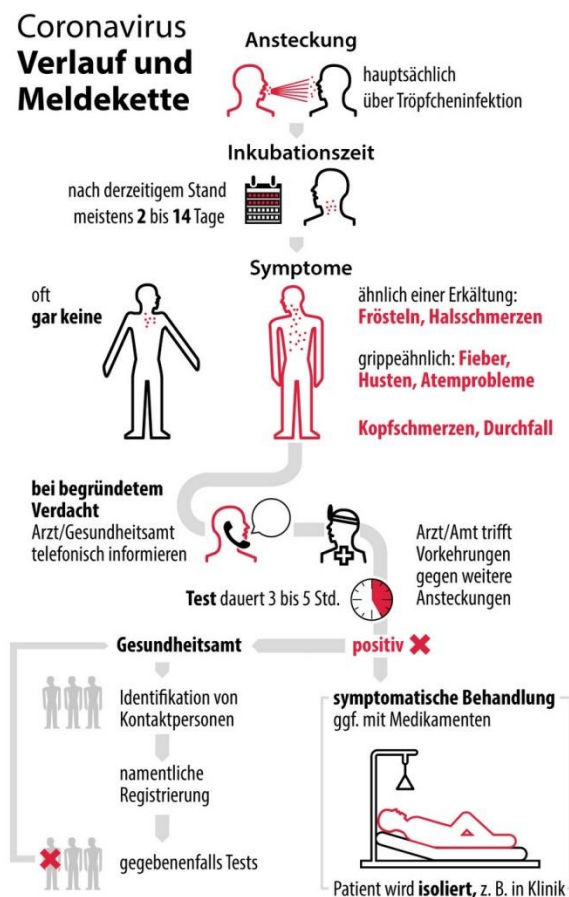 Coronavirus
Verlauf und
Meldekette
Ansteckung
hauptsächlich
über Tröpfcheninfektion
Inkubationszeit
nach derzeitigem Stand
meistens 2 bis 14 Tage
Symptome
oft
gar keine
ähnlich einer Erkältung:
Frösteln, Halsschmerzen
grippeähnlich: Fieber,
Husten, Atemprobleme
Kopfschmerzen, Durchfall
bei begründetem
Verdacht
Arzt/Gesundheitsamt
telefonisch informieren
Arzt/Amt trifft
Vorkehrungen
gegen weitere
Ansteckungen
Test dauert 3 bis 5 Std.
Gesundheitsamt
positiv
Identifikation von
Kontaktpersonen
namentliche
Registrierung
gegebenenfalls Tests
symptomatische Behandlung
ggf. mit Medikamenten
Patient wird isoliert, z. B. in Klinik